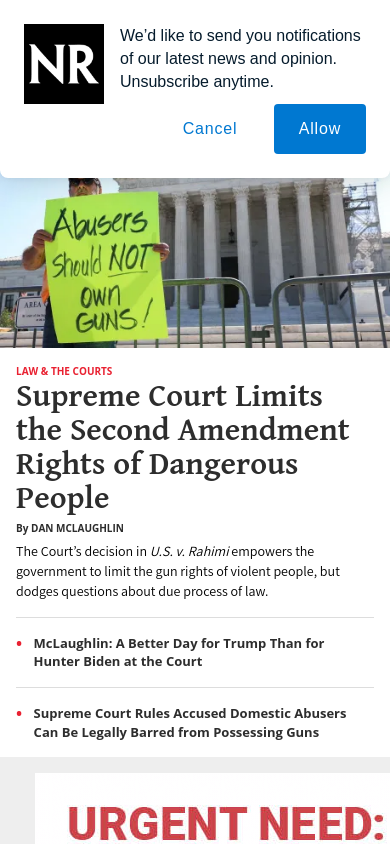 NR
We’d like to send you notifications
of our latest news and opinion.
Unsubscribe anytime.
Cancel
Allow
Abusers
Should NOT
own
GUNS!
AREA
LAW & THE COURTS
Supreme Court Limits
the Second Amendment
Rights of Dangerous
People
By DAN MCLAUGHLIN
The Court’s decision in U.S. v. Rahimi empowers the
government to limit the gun rights of violent people, but
dodges questions about due process of law.
• McLaughlin: A Better Day for Trump Than for
Hunter Biden at the Court
• Supreme Court Rules Accused Domestic Abusers
Can Be Legally Barred from Possessing Guns
URGENT NEED: